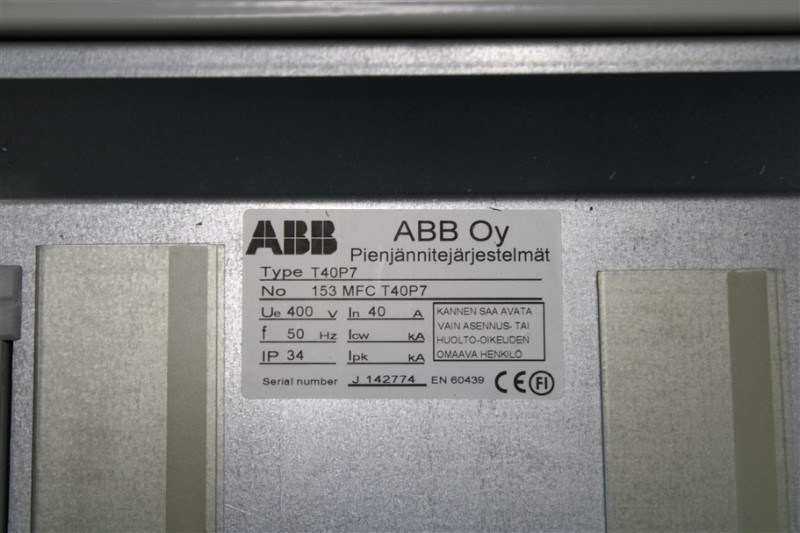 ABB ABB Oy
Pienjännitejärjestelmät
Type T40P7
No 153 MFC T40P7
Ue 400 V In 40 A
f 50 Hz Icw kA
IP 34 Ipk kA
KANNEN SAA AVATA
VAIN ASENNUS- TAI
HUOLTO-OIKEUDEN
OMAAVA HENKILÖ
Serial number J 142774 EN 60439 CE FI